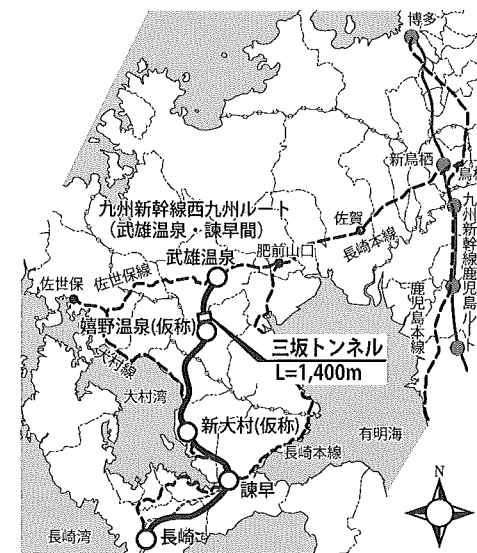 博多
新鳥栖
鳥栖
九州新幹線西九州ルート
（武雄温泉・諫早間）
佐賀
長崎本線
肥前山口
武雄温泉
佐世保
佐世保線
九州新幹線鹿児島ルート
鹿児島本線
嬉野温泉(仮称)
大村線
三坂トンネル
L=1,400m
大村湾
新大村(仮称)
有明海
長崎本線
諫早
長崎湾
長崎
N